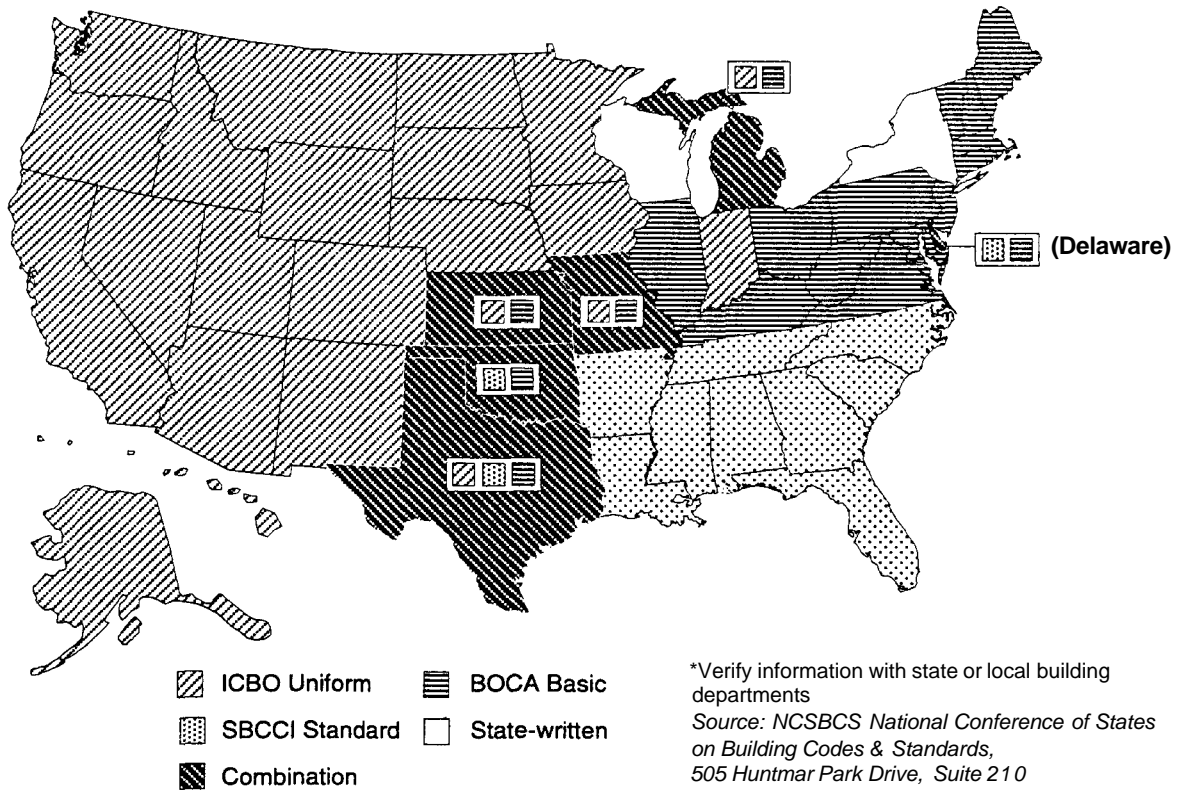 (Delaware)
ICBO Uniform
BOCA Basic
SBCCI Standard
State-written
Combination
*Verify information with state or local building
departments
Source: NCSBCS National Conference of States
on Building Codes & Standards,
505 Huntmar Park Drive, Suite 210